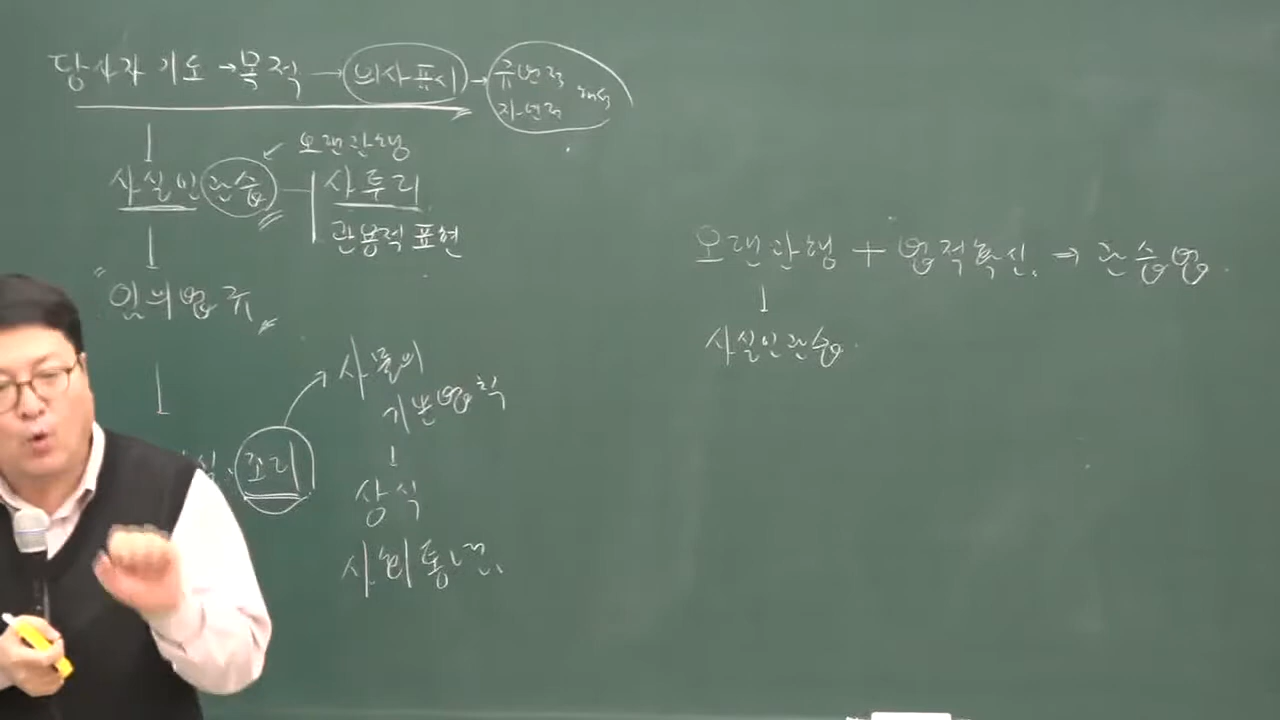 당사자 기도 → 목적 → 의사표시 → 규범적 자연적 해석
오랜관행
사실인 관습 사투리
관용적 표현
"임의법규"
조리
사물의
기본법칙
상식
사회통념.
오랜관행 + 법적확신. ⇒ 관습법.
사실인관습.